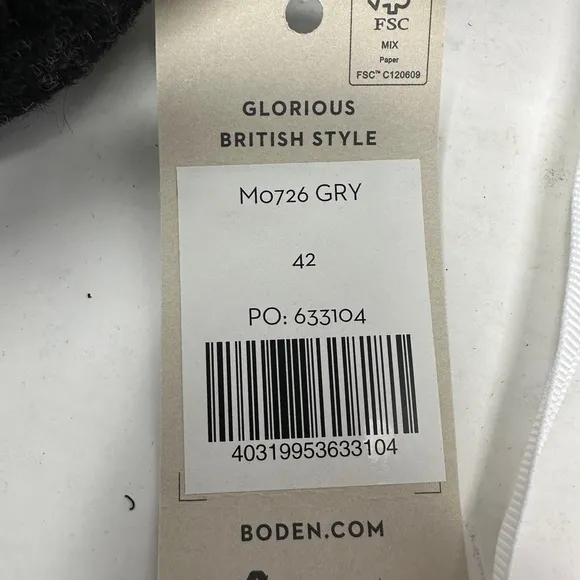 FSC
MIX
Paper
FSC™ C120609
GLORIOUS
BRITISH STYLE
M0726 GRY
42
PO: 633104
40319953633104
BODEN.COM